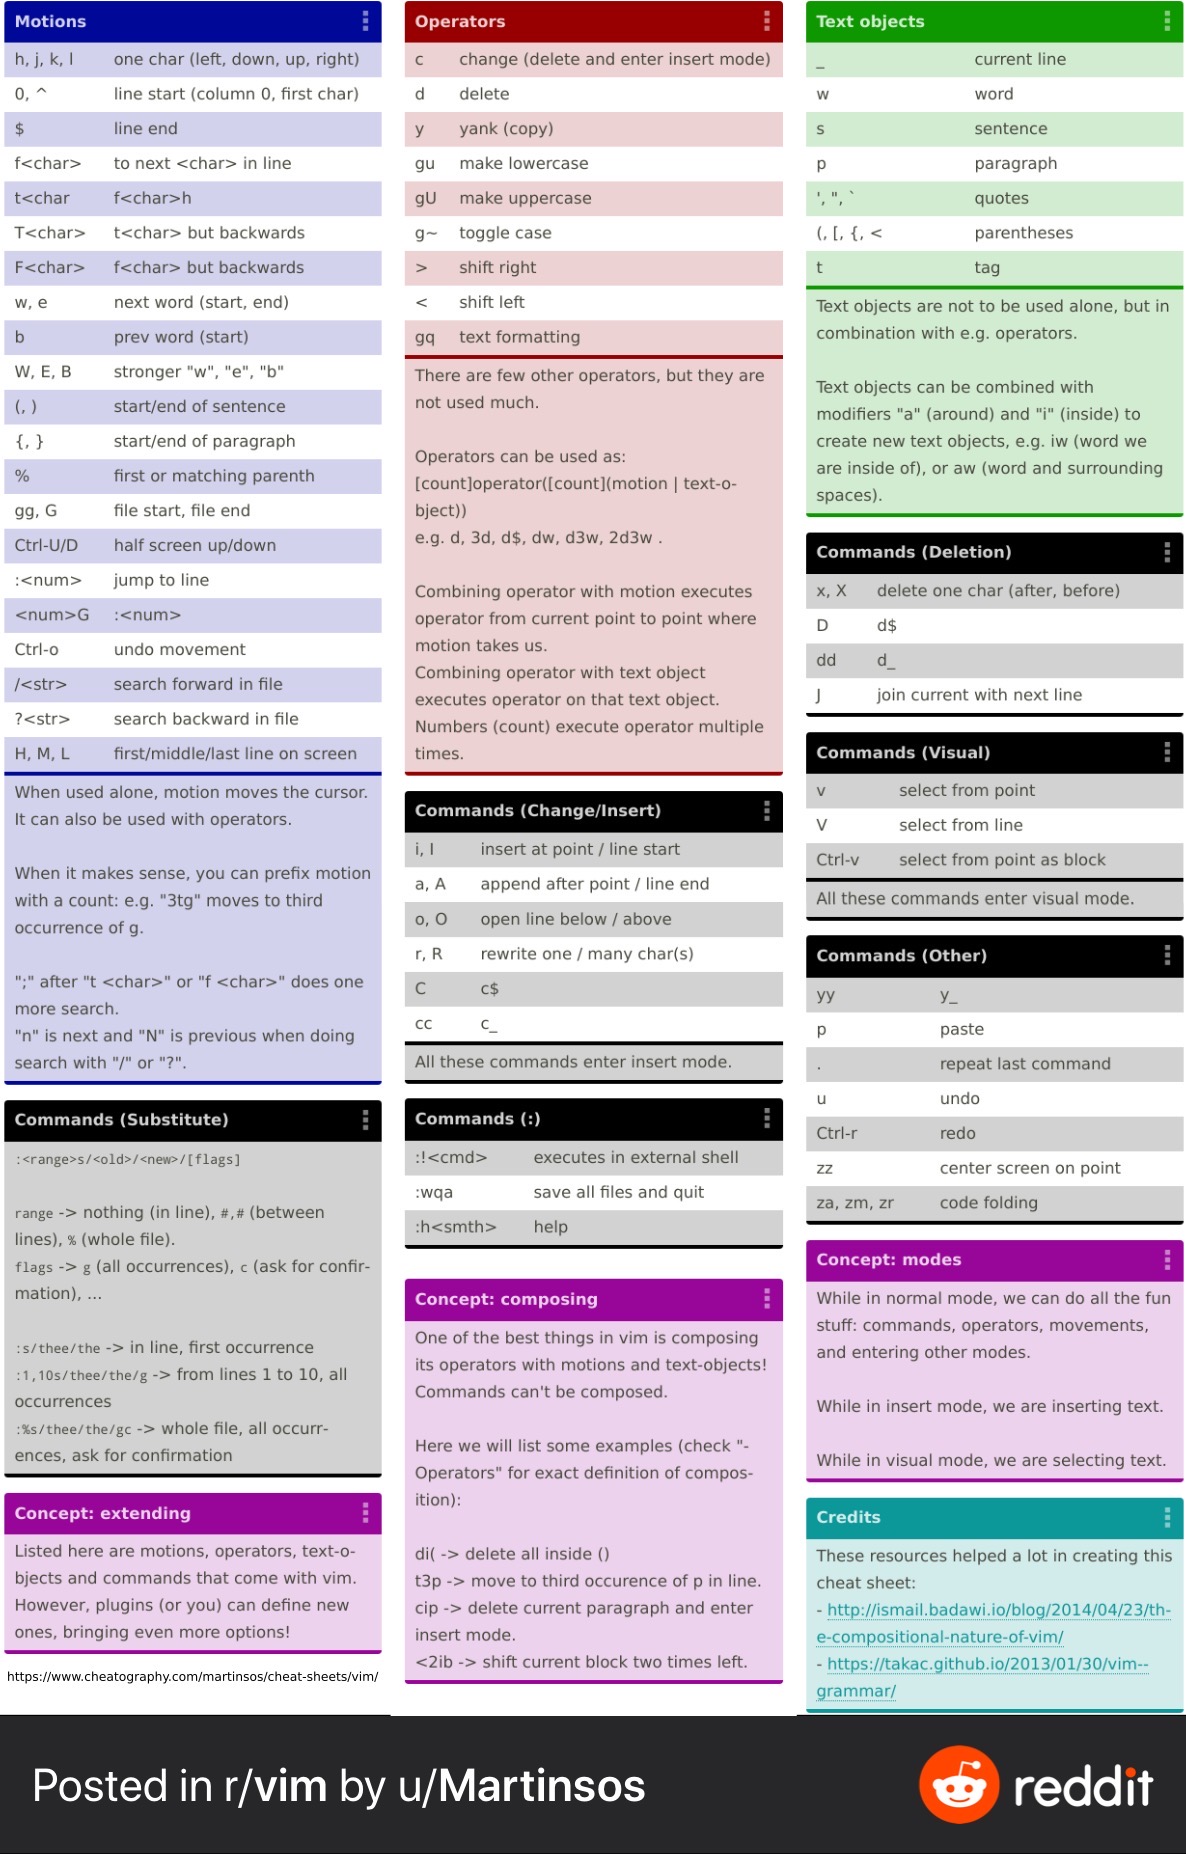 Motions
h, j, k, l one char (left, down, up, right)
0, ^ line start (column 0, first char)
$ line end
f<char> to next <char> in line
t<char f<char>h
T<char> t<char> but backwards
F<char> f<char> but backwards
w, e next word (start, end)
b prev word (start)
W, E, B stronger "w", "e", "b"
(, ) start/end of sentence
{, } start/end of paragraph
% first or matching parenth
gg, G file start, file end
Ctrl-U/D half screen up/down
:<num> jump to line
<num>G :<num>
Ctrl-o undo movement
/<str> search forward in file
?<str> search backward in file
H, M, L first/middle/last line on screen
When used alone, motion moves the cursor.
It can also be used with operators.
When it makes sense, you can prefix motion
with a count: e.g. "3tg" moves to third
occurrence of g.
";" after "t <char>" or "f <char>" does one
more search.
"n" is next and "N" is previous when doing
search with "/" or "?".
Commands (Substitute)
:<range>s/<old>/<new>/[flags]
range -> nothing (in line), #,# (between
lines), % (whole file).
flags -> g (all occurrences), c (ask for confir-
mation), ...
:s/thee/the -> in line, first occurrence
:1,10s/thee/the/g -> from lines 1 to 10, all
occurrences
:%s/thee/the/gc -> whole file, all occurr-
ences, ask for confirmation
Concept: extending
Listed here are motions, operators, text-o-
bjects and commands that come with vim.
However, plugins (or you) can define new
ones, bringing even more options!
https://www.cheatography.com/martinsos/cheat-sheets/vim/
Operators
c change (delete and enter insert mode)
d delete
y yank (copy)
gu make lowercase
gU make uppercase
g~ toggle case
> shift right
< shift left
gq text formatting
There are few other operators, but they are
not used much.
Operators can be used as:
[count]operator([count](motion | text-o-
bject))
e.g. d, 3d, d$, dw, d3w, 2d3w .
Combining operator with motion executes
operator from current point to point where
motion takes us.
Combining operator with text object
executes operator on that text object.
Numbers (count) execute operator multiple
times.
Commands (Change/Insert)
i, I insert at point / line start
a, A append after point / line end
o, O open line below / above
r, R rewrite one / many char(s)
C c$
cc c_
All these commands enter insert mode.
Commands (:)
:!<cmd> executes in external shell
:wqa save all files and quit
:h<smth> help
Concept: composing
One of the best things in vim is composing
its operators with motions and text-objects!
Commands can't be composed.
Here we will list some examples (check "-
Operators" for exact definition of compos-
ition):
di( -> delete all inside ()
t3p -> move to third occurence of p in line.
cip -> delete current paragraph and enter
insert mode.
<2ib -> shift current block two times left.
Text objects
_ current line
w word
s sentence
p paragraph
', ", ` quotes
(, [, {, < parentheses
t tag
Text objects are not to be used alone, but in
combination with e.g. operators.
Text objects can be combined with
modifiers "a" (around) and "i" (inside) to
create new text objects, e.g. iw (word we
are inside of), or aw (word and surrounding
spaces).
Commands (Deletion)
x, X delete one char (after, before)
D d$
dd d_
J join current with next line
Commands (Visual)
v select from point
V select from line
Ctrl-v select from point as block
All these commands enter visual mode.
Commands (Other)
yy y_
p paste
. repeat last command
u undo
Ctrl-r redo
zz center screen on point
za, zm, zr code folding
Concept: modes
While in normal mode, we can do all the fun
stuff: commands, operators, movements,
and entering other modes.
While in insert mode, we are inserting text.
While in visual mode, we are selecting text.
Credits
These resources helped a lot in creating this
cheat sheet:
- http://ismail.badawi.io/blog/2014/04/23/th-
e-compositional-nature-of-vim/
- https://takac.github.io/2013/01/30/vim--
grammar/
Posted in r/vim by u/Martinsos
reddit